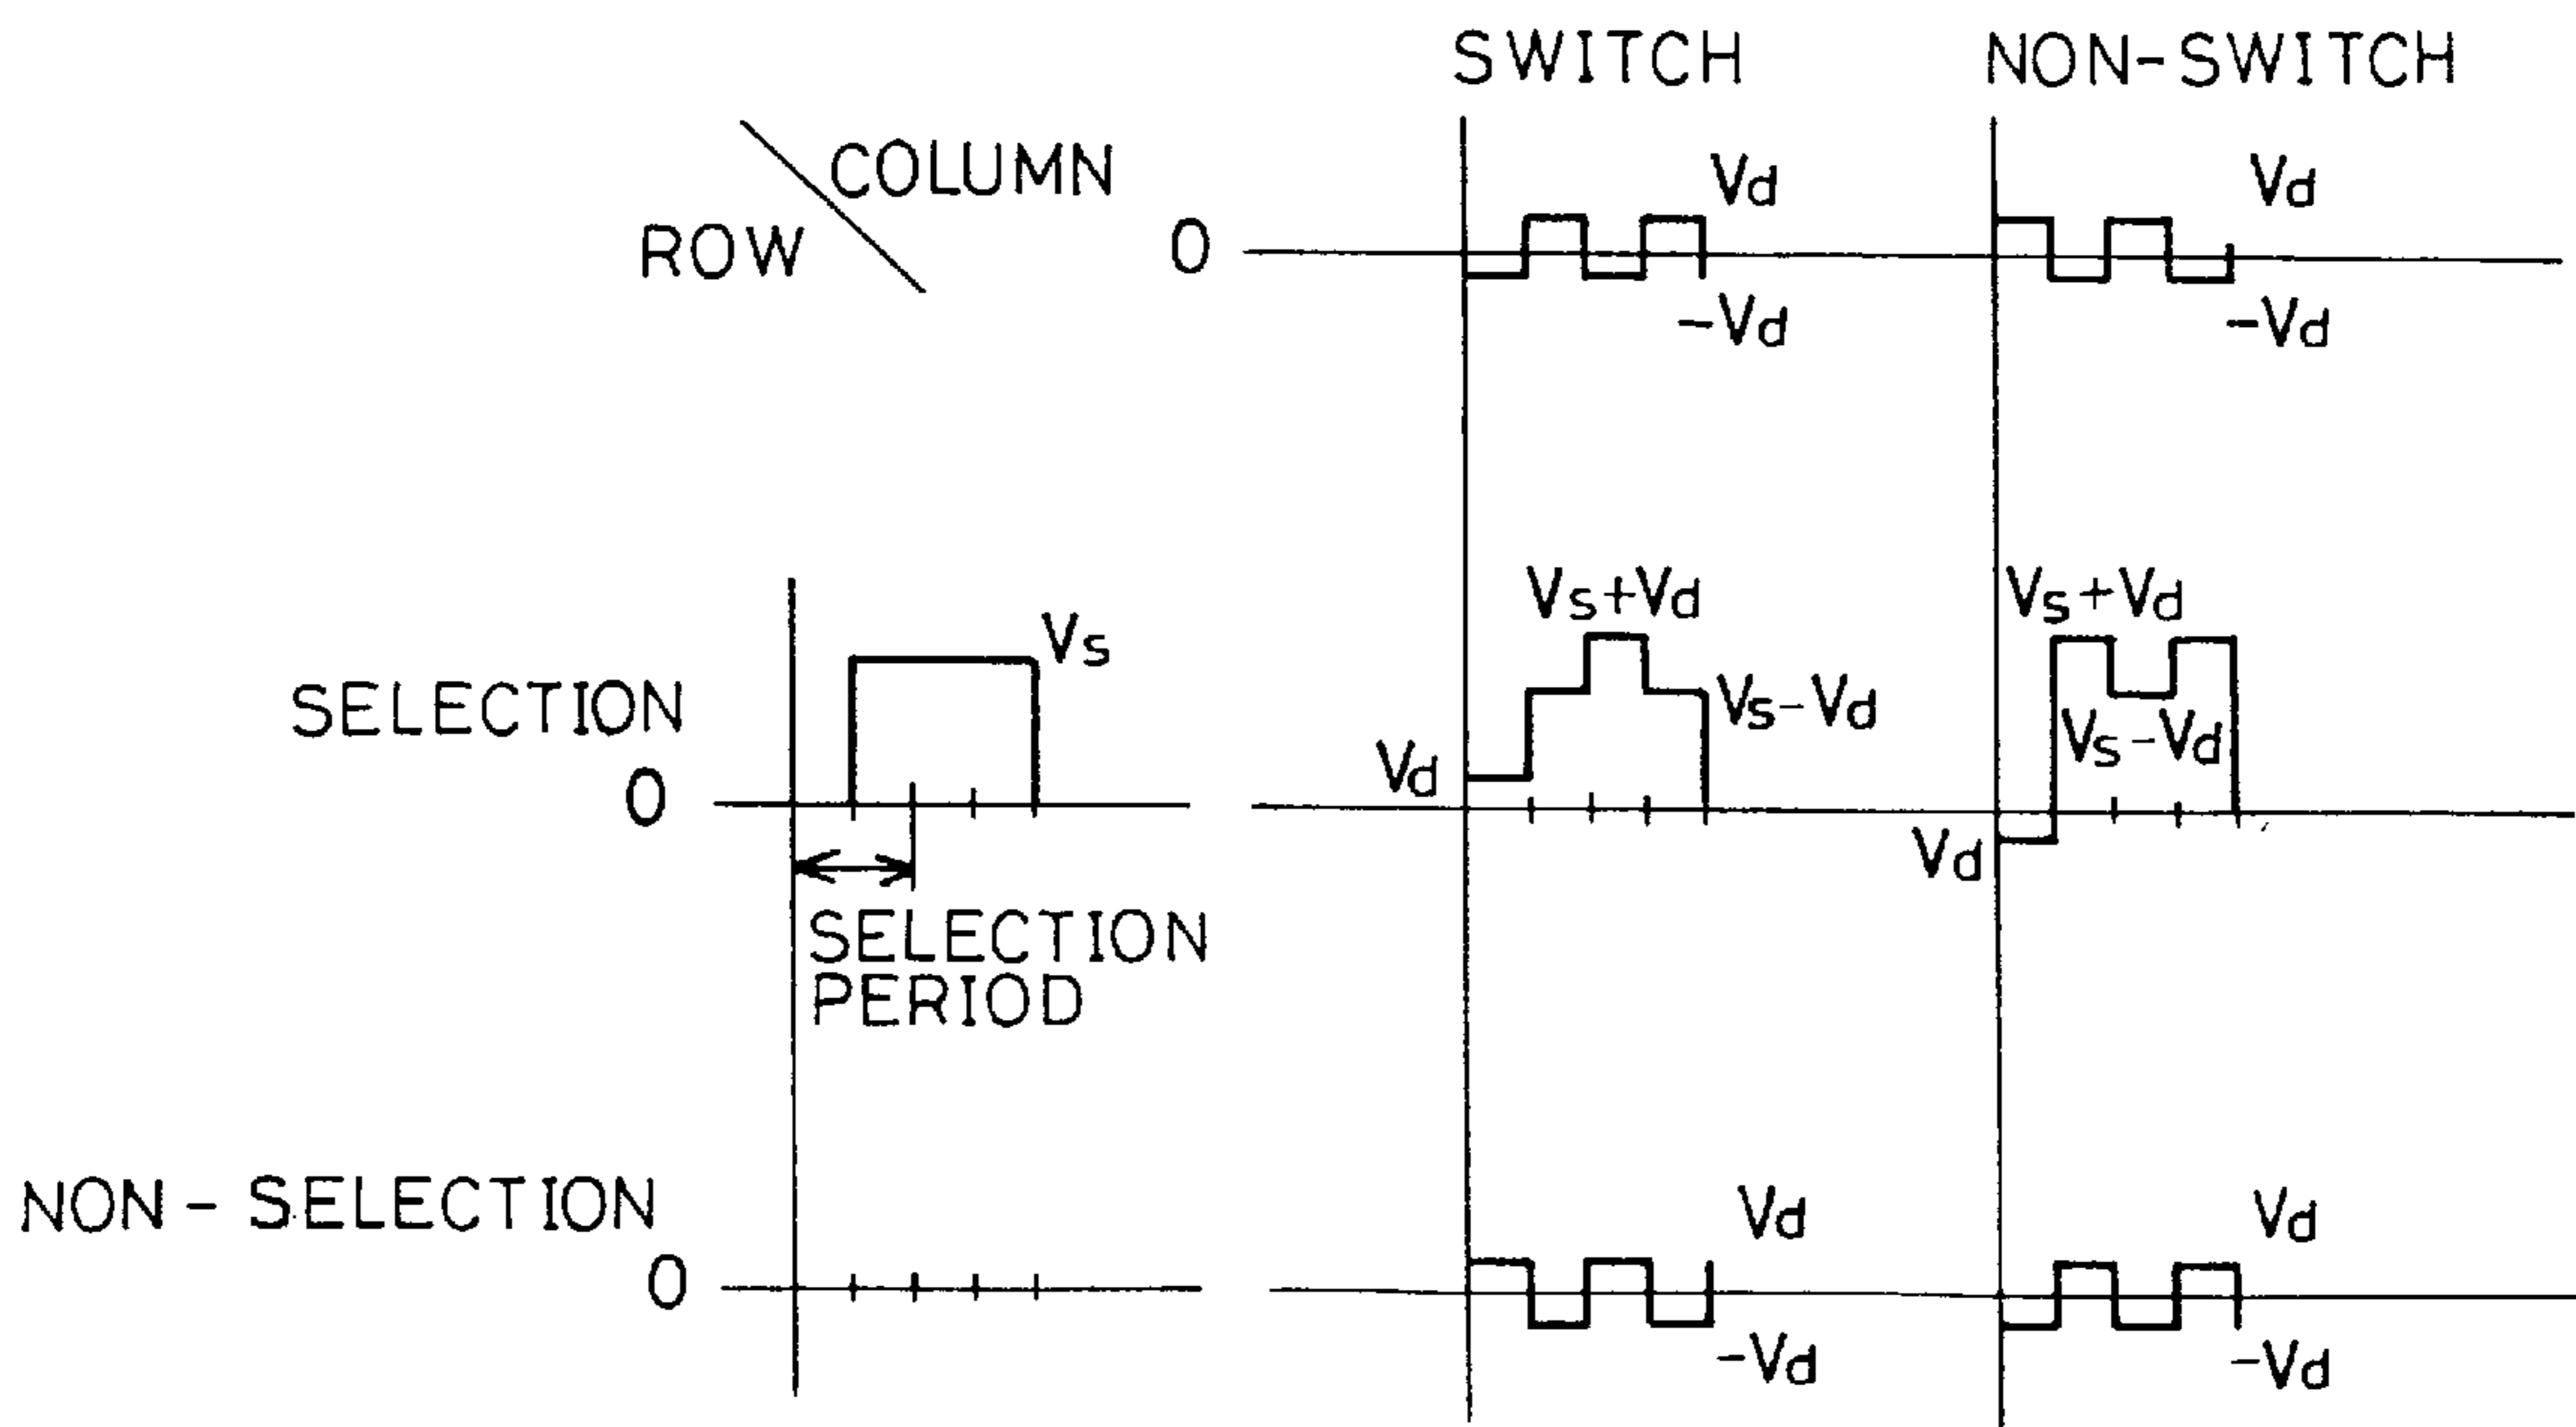 SWITCH
NON-SWITCH
COLUMN
ROW
0
Vd
-Vd
Vd
-Vd
SELECTION
0
Vs
SELECTION
PERIOD
Vs+Vd
Vs-Vd
Vd
Vs+Vd
Vs-Vd
Vd
NON-SELECTION
0
Vd
-Vd
Vd
-Vd